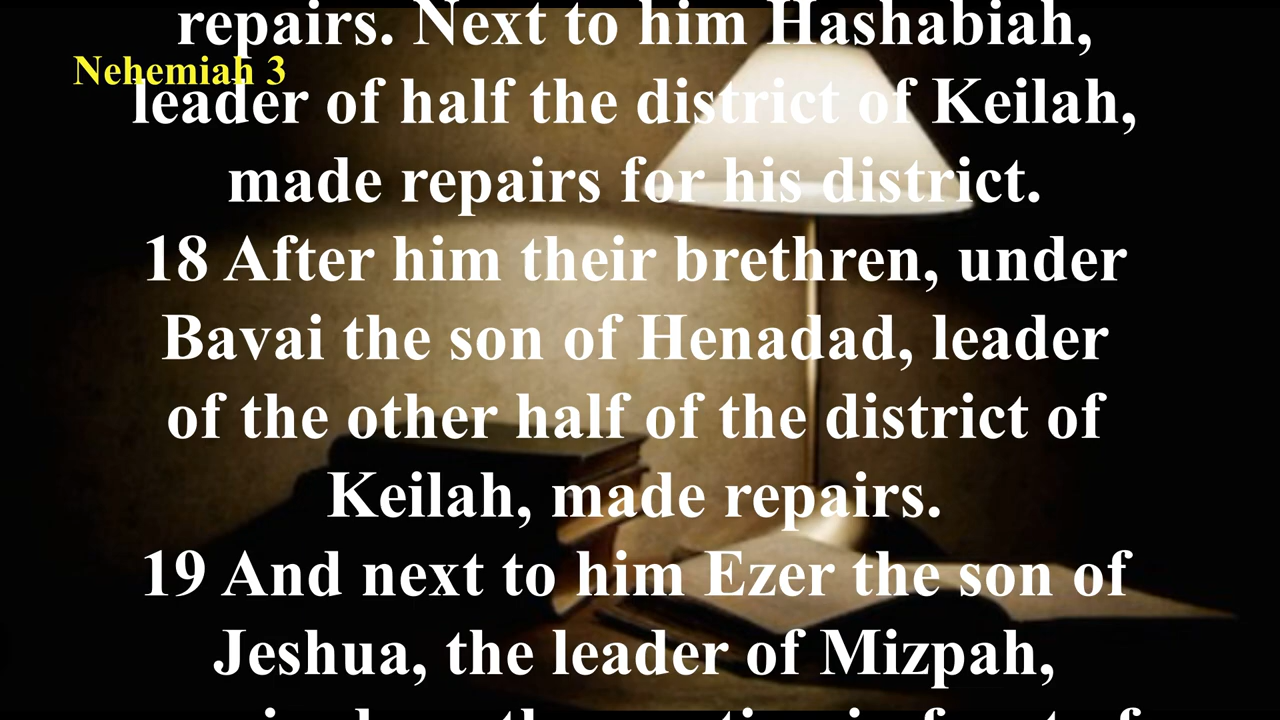 repairs. Next to him Hashabiah,
Nehemiah 3
leader of half the district of Keilah,
made repairs for his district.
18 After him their brethren, under
Bavai the son of Henadad, leader
of the other half of the district of
Keilah, made repairs.
19 And next to him Ezer the son of
Jeshua, the leader of Mizpah,